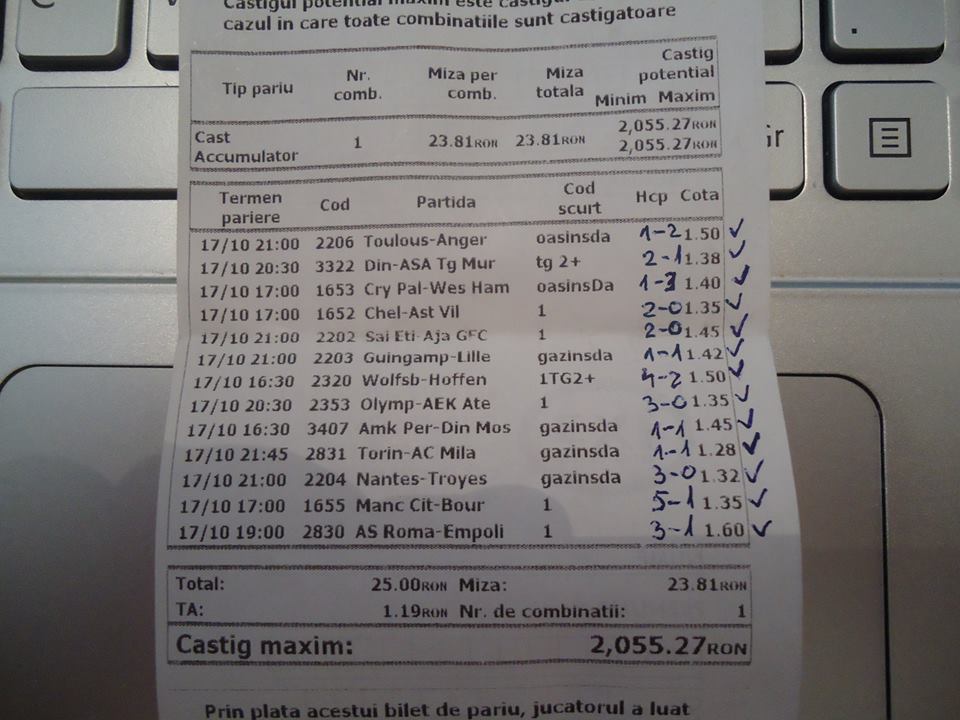 Castigul potential maxim este castigul
cazul in care toate combinatiile sunt castigatoare
Tip pariu Nr. comb. Miza per comb. Miza totala Castig potential Minim Maxim
Cast Accumulator 1 23.81RON 23.81RON 2,055.27RON 2,055.27RON
Termen pariere Cod Partida Cod scurt Hcp Cota
17/10 21:00 2206 Toulous-Anger oasinsda 1-2 1.50 ✓
17/10 20:30 3322 Din-ASA Tg Mur tg 2+ 2-1 1.38 ✓
17/10 17:00 1653 Cry Pal-Wes Ham oasinsDa 1-3 1.40 ✓
17/10 17:00 1652 Chel-Ast Vil 1 2-0 1.35 ✓
17/10 21:00 2202 Sai Eti-Aja GFC 1 2-0 1.45 ✓
17/10 21:00 2203 Guingamp-Lille gazinsda 1-1 1.42 ✓
17/10 16:30 2320 Wolfsb-Hoffen 1TG2+ 4-2 1.50 ✓
17/10 20:30 2353 Olymp-AEK Ate 1 3-0 1.35 ✓
17/10 16:30 3407 Amk Per-Din Mos gazinsda 1-1 1.45 ✓
17/10 21:45 2831 Torin-AC Mila gazinsda 1-1 1.28 ✓
17/10 21:00 2204 Nantes-Troyes gazinsda 3-0 1.32 ✓
17/10 17:00 1655 Manc Cit-Bour 1 5-1 1.35 ✓
17/10 19:00 2830 AS Roma-Empoli 1 3-1 1.60 ✓
Total: 25.00RON Miza: 23.81RON
TA: 1.19RON Nr. de combinatii: 1
Castig maxim: 2,055.27RON
Prin plata acestui bilet de pariu, jucatorul a luat